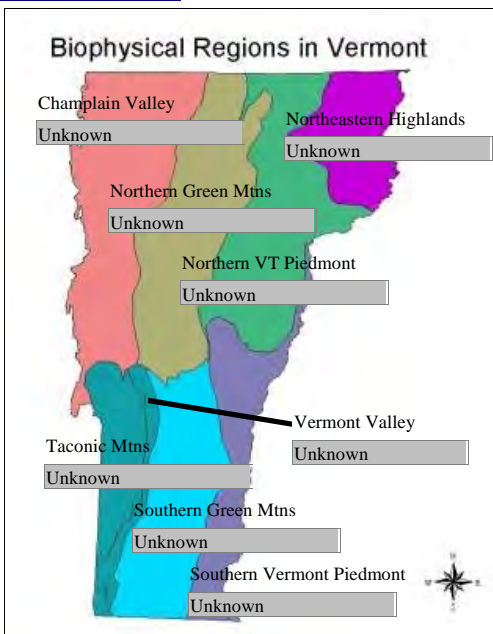 Biophysical Regions in Vermont
Champlain Valley
Unknown
Northeastern Highlands
Unknown
Northern Green Mtns
Unknown
Northern VT Piedmont
Unknown
Vermont Valley
Unknown
Taconic Mtns
Unknown
Southern Green Mtns
Unknown
Southern Vermont Piedmont
Unknown